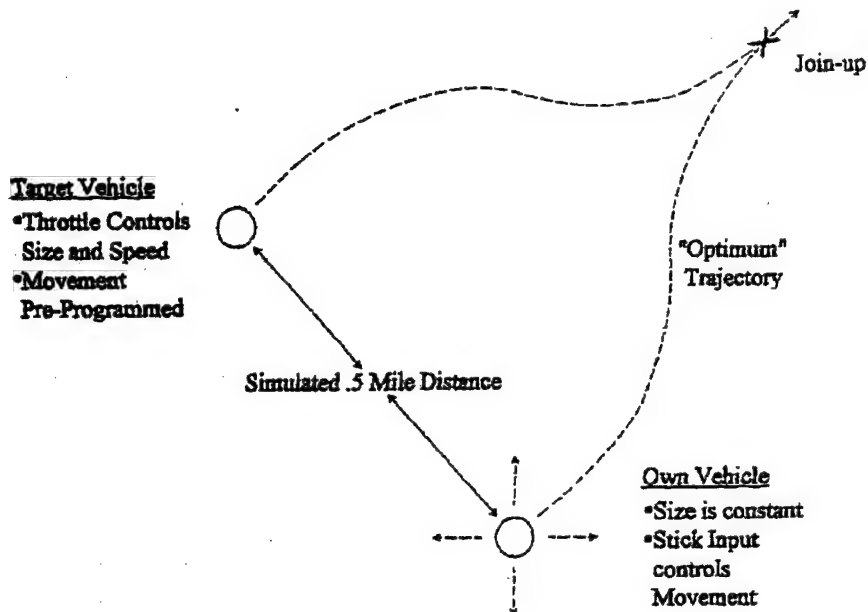 Join-up
Target Vehicle
•Throttle Controls
Size and Speed
•Movement
Pre-Programmed
"Optimum"
Trajectory
Simulated .5 Mile Distance
Own Vehicle
•Size is constant
•Stick Input
controls
Movement